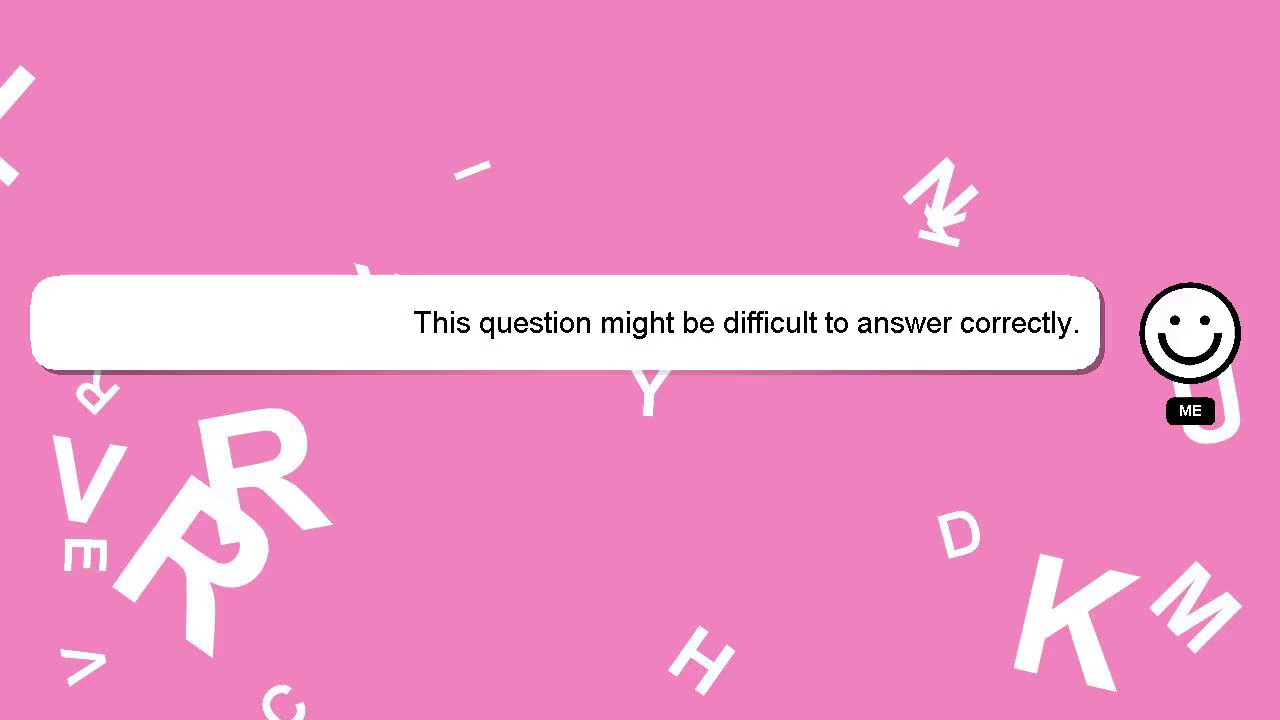 This question might be difficult to answer correctly.
ME
I
N
K
Y
R
V
R
R
E
V
C
H
D
K
M
U